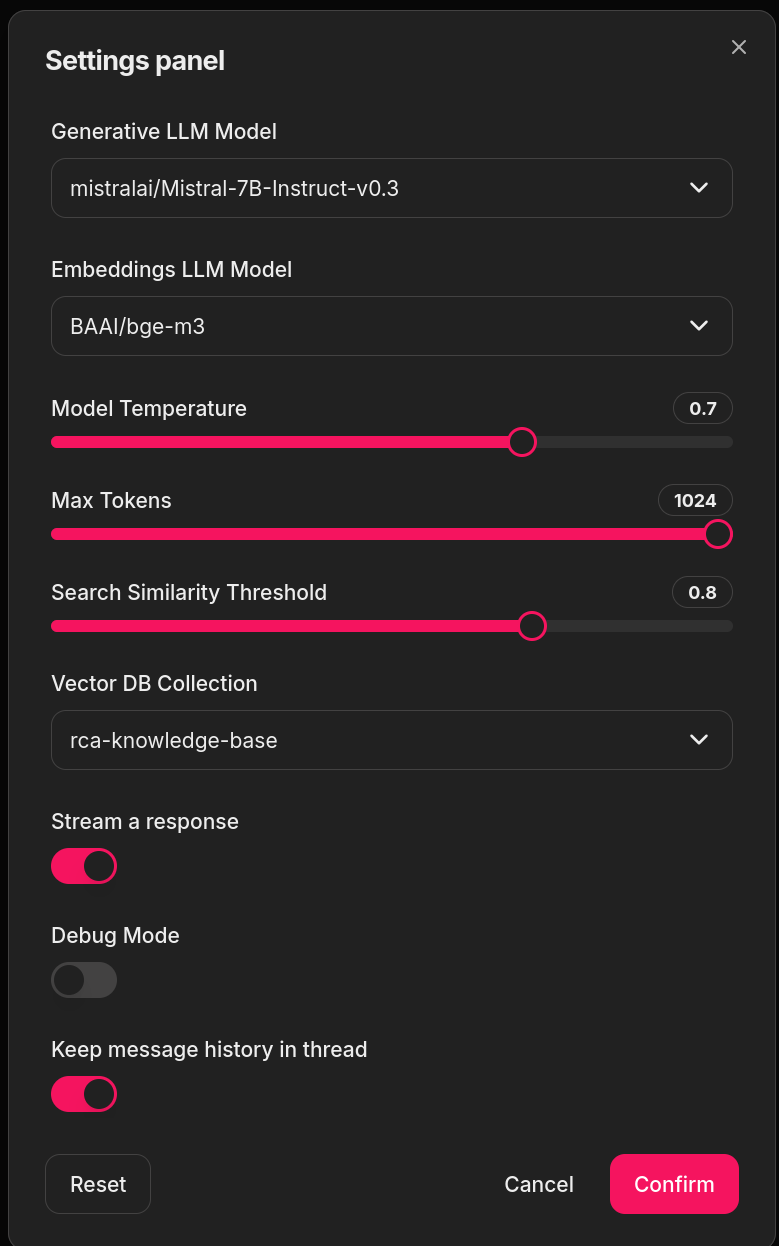 Settings panel
Generative LLM Model
mistralai/Mistral-7B-Instruct-v0.3
Embeddings LLM Model
BAAI/bge-m3
Model Temperature 0.7
Max Tokens 1024
Search Similarity Threshold 0.8
Vector DB Collection
rca-knowledge-base
Stream a response
Debug Mode
Keep message history in thread
Reset Cancel Confirm